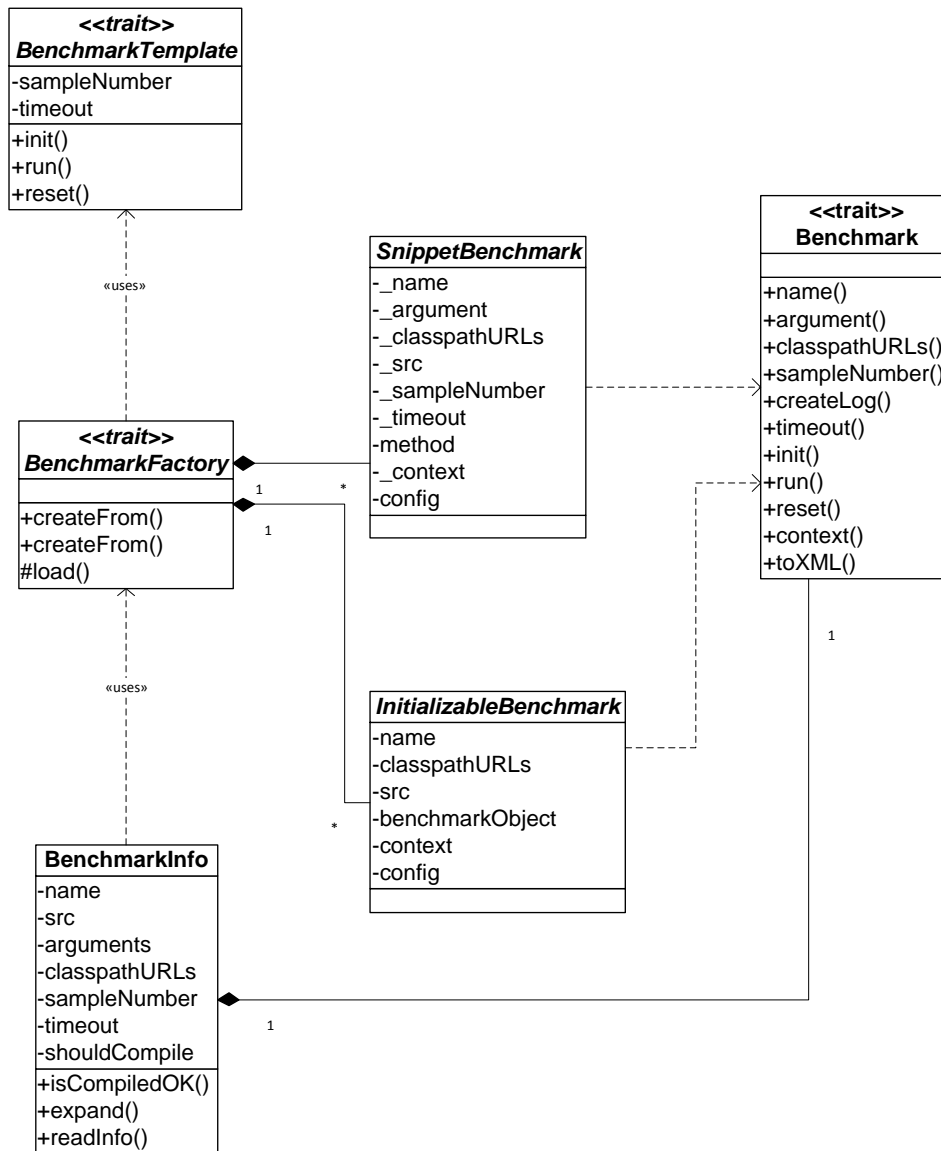 <<trait>>
BenchmarkTemplate
-sampleNumber
-timeout
+init()
+run()
+reset()
«uses»
<<trait>>
BenchmarkFactory
+createFrom()
+createFrom()
#load()
1
*
1
*
SnippetBenchmark
-_name
-_argument
-_classpathURLs
-_src
-_sampleNumber
-_timeout
-method
-_context
-config
<<trait>>
Benchmark
+name()
+argument()
+classpathURLs()
+sampleNumber()
+createLog()
+timeout()
+init()
+run()
+reset()
+context()
+toXML()
1
«uses»
InitializableBenchmark
-name
-classpathURLs
-src
-benchmarkObject
-context
-config
BenchmarkInfo
-name
-src
-arguments
-classpathURLs
-sampleNumber
-timeout
-shouldCompile
+isCompiledOK()
+expand()
+readInfo()
1